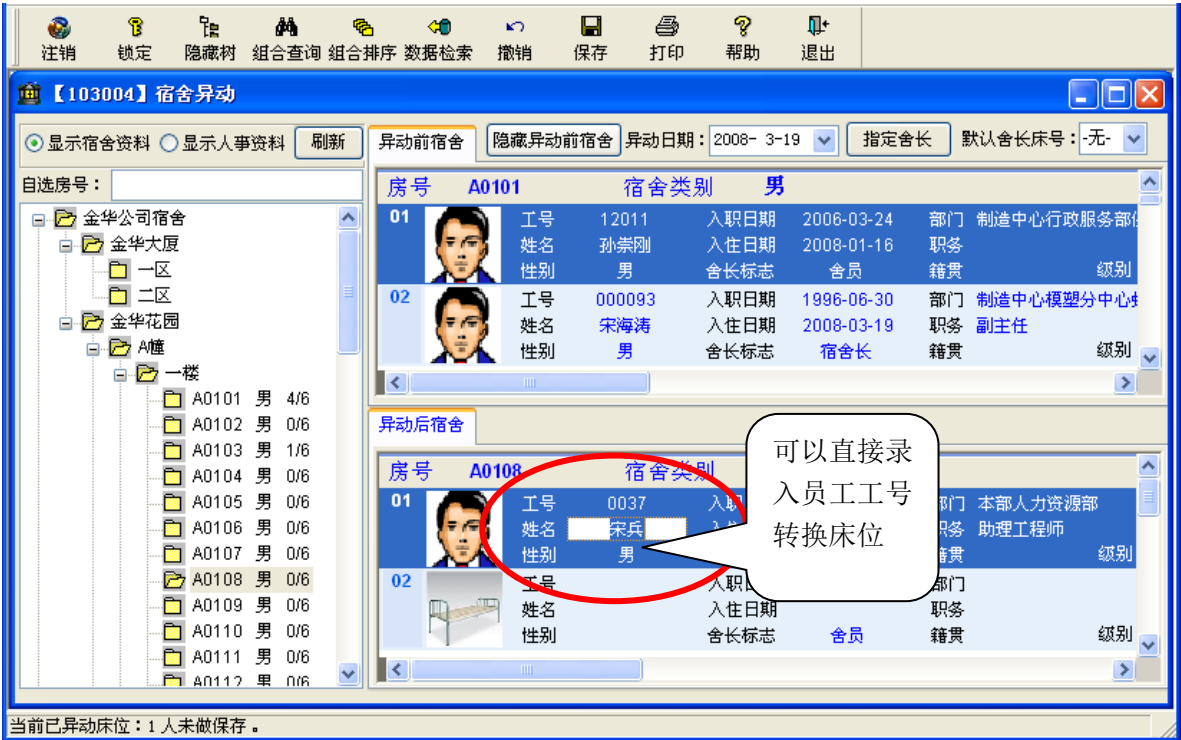 注销 锁定 隐藏树 组合查询 组合排序 数据检索 撤销 保存 打印 帮助 退出
【103004】宿舍异动
显示宿舍资料 显示人事资料 刷新
异动前宿舍 隐藏异动前宿舍 异动日期：2008- 3-19 指定舍长 默认舍长床号：-无-
自选房号：
金华公司宿舍
金华大厦
一区
二区
金华花园
A幢
一楼
A0101 男 4/6
A0102 男 0/6
A0103 男 1/6
A0104 男 0/6
A0105 男 0/6
A0106 男 0/6
A0107 男 0/6
A0108 男 0/6
A0109 男 0/6
A0110 男 0/6
A0111 男 0/6
A0112 男 0/6
房号 A0101 宿舍类别 男
01 工号 12011 入职日期 2006-03-24 部门 制造中心行政服务部
姓名 孙崇刚 入住日期 2008-01-16 职务
性别 男 舍长标志 舍员 籍贯 级别
02 工号 000093 入职日期 1996-06-30 部门 制造中心模塑分中心
姓名 宋海涛 入住日期 2008-03-19 职务 副主任
性别 男 舍长标志 宿舍长 籍贯 级别
异动后宿舍
房号 A0108 宿舍类别
01 工号 0037 入职 部门 本部人力资源部
姓名 宋兵 入住 职务 助理工程师
性别 男 籍贯 级别
02 工号 入职日 部门
姓名 入住日期 职务
性别 舍长标志 舍员 籍贯 级别
可以直接录
入员工工号
转换床位
当前已异动床位：1 人未做保存。